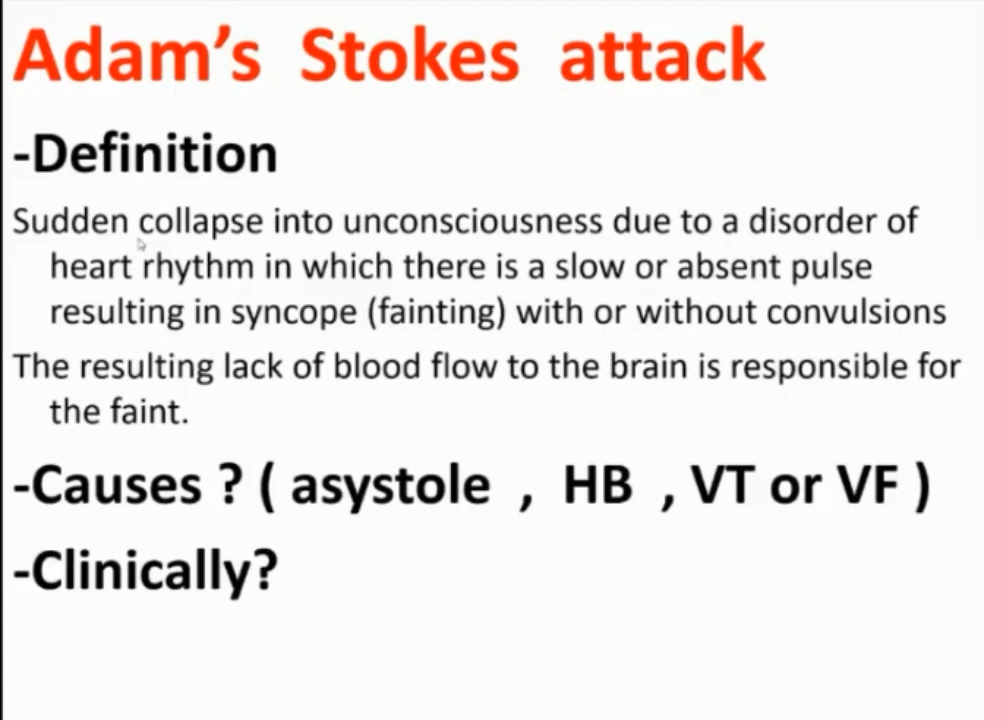 Adam’s Stokes attack
-Definition
Sudden collapse into unconsciousness due to a disorder of
heart rhythm in which there is a slow or absent pulse
resulting in syncope (fainting) with or without convulsions
The resulting lack of blood flow to the brain is responsible for
the faint.
-Causes ? ( asystole , HB , VT or VF )
-Clinically?